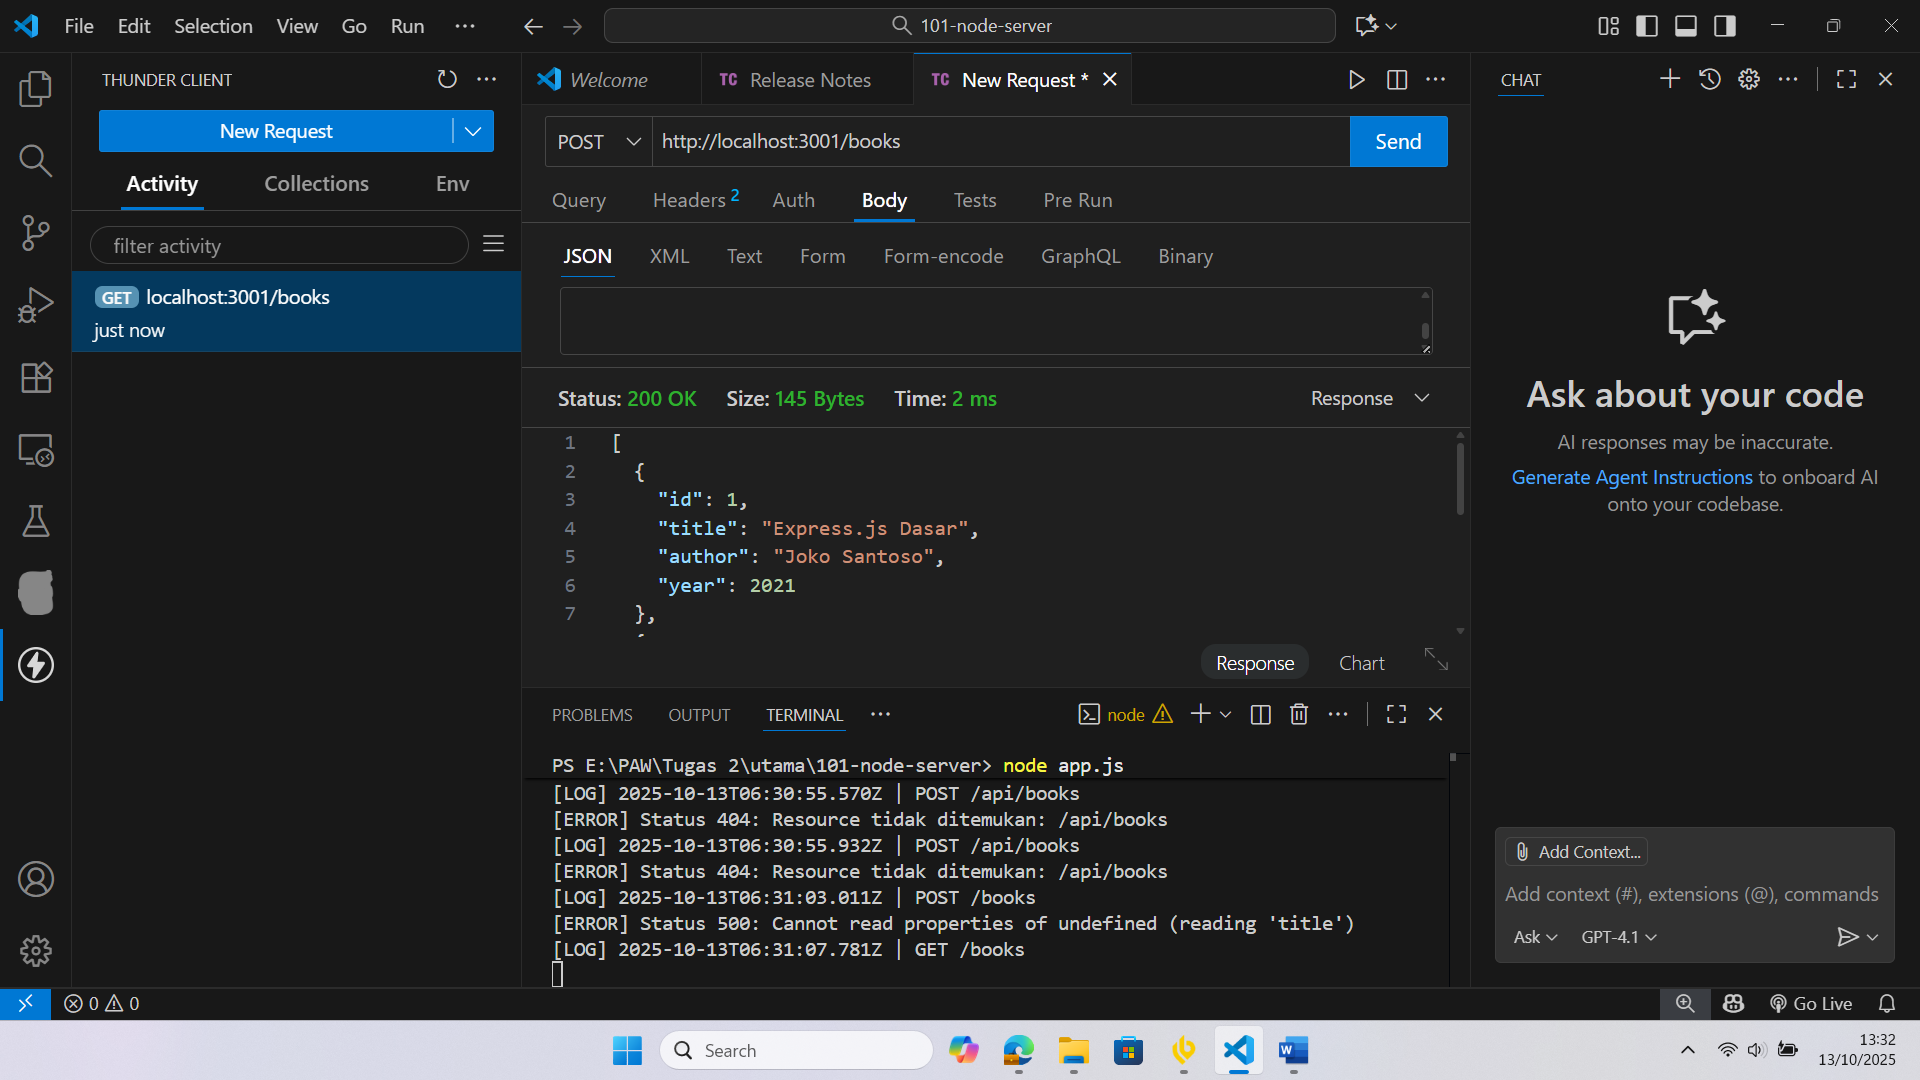 File Edit Selection View Go Run
101-node-server
THUNDER CLIENT
New Request
Activity Collections Env
filter activity
GET localhost:3001/books
just now
Welcome
TC Release Notes
TC New Request *
POST http://localhost:3001/books Send
Query Headers 2 Auth Body Tests Pre Run
JSON XML Text Form Form-encode GraphQL Binary
Status: 200 OK Size: 145 Bytes Time: 2 ms Response
1 [
2 {
3 "id": 1,
4 "title": "Express.js Dasar",
5 "author": "Joko Santoso",
6 "year": 2021
7 },
Response Chart
PROBLEMS OUTPUT TERMINAL
node
PS E:\PAW\Tugas 2\utama\101-node-server> node app.js
[LOG] 2025-10-13T06:30:55.570Z | POST /api/books
[ERROR] Status 404: Resource tidak ditemukan: /api/books
[LOG] 2025-10-13T06:30:55.932Z | POST /api/books
[ERROR] Status 404: Resource tidak ditemukan: /api/books
[LOG] 2025-10-13T06:31:03.011Z | POST /books
[ERROR] Status 500: Cannot read properties of undefined (reading 'title')
[LOG] 2025-10-13T06:31:07.781Z | GET /books
CHAT
Ask about your code
AI responses may be inaccurate.
Generate Agent Instructions to onboard AI
onto your codebase.
Add Context...
Add context (#), extensions (@), commands
Ask GPT-4.1
0 0
Go Live
Search
13:32
13/10/2025